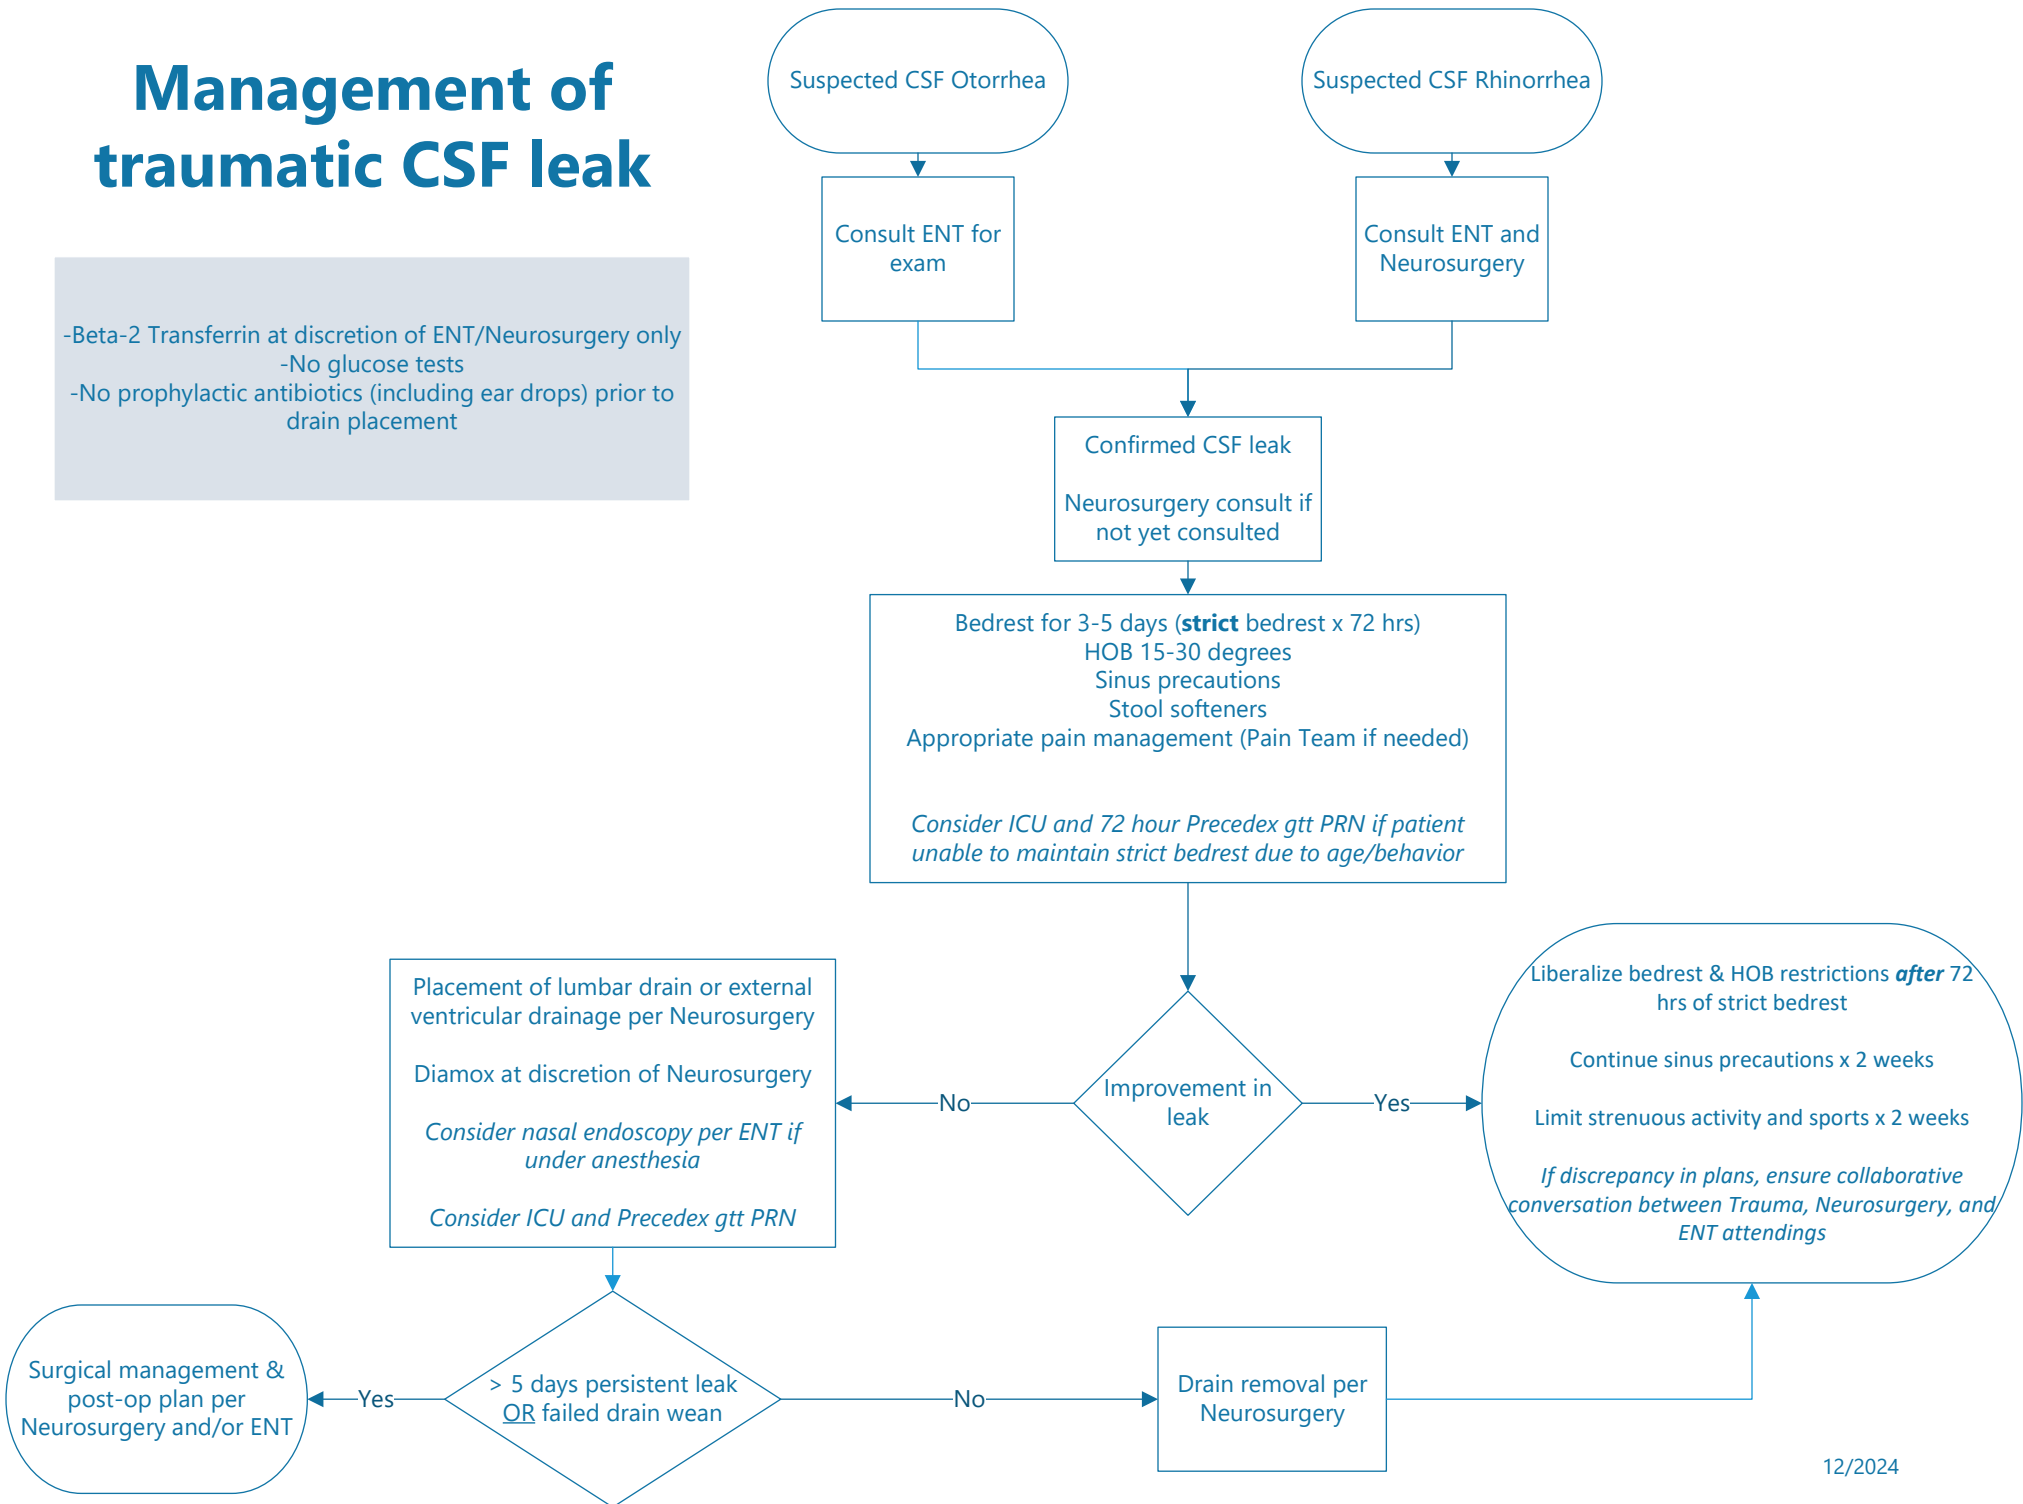 Management of
traumatic CSF leak
-Beta-2 Transferrin at discretion of ENT/Neurosurgery only
-No glucose tests
-No prophylactic antibiotics (including ear drops) prior to
drain placement
Suspected CSF Otorrhea
Suspected CSF Rhinorrhea
Consult ENT for
exam
Consult ENT and
Neurosurgery
Confirmed CSF leak
Neurosurgery consult if
not yet consulted
Bedrest for 3-5 days (strict bedrest x 72 hrs)
HOB 15-30 degrees
Sinus precautions
Stool softeners
Appropriate pain management (Pain Team if needed)
Consider ICU and 72 hour Precedex gtt PRN if patient
unable to maintain strict bedrest due to age/behavior
Improvement in
leak
No
Yes
Placement of lumbar drain or external
ventricular drainage per Neurosurgery
Diamox at discretion of Neurosurgery
Consider nasal endoscopy per ENT if
under anesthesia
Consider ICU and Precedex gtt PRN
Liberalize bedrest & HOB restrictions after 72
hrs of strict bedrest
Continue sinus precautions x 2 weeks
Limit strenuous activity and sports x 2 weeks
If discrepancy in plans, ensure collaborative
conversation between Trauma, Neurosurgery, and
ENT attendings
> 5 days persistent leak
OR failed drain wean
Yes
No
Surgical management &
post-op plan per
Neurosurgery and/or ENT
Drain removal per
Neurosurgery
12/2024